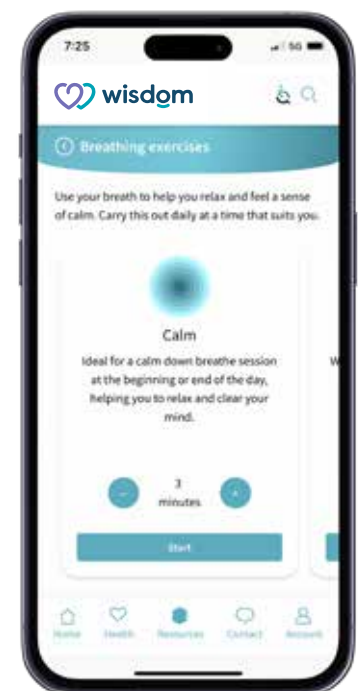 7:25
5G
wisdom
Breathing exercises
Use your breath to help you relax and feel a sense
of calm. Carry this out daily at a time that suits you.
Calm
Ideal for a calm down breathe session
at the beginning or end of the day,
helping you to relax and clear your
mind.
W
- 3 +
minutes
Start
Home Health Resources Contact Account